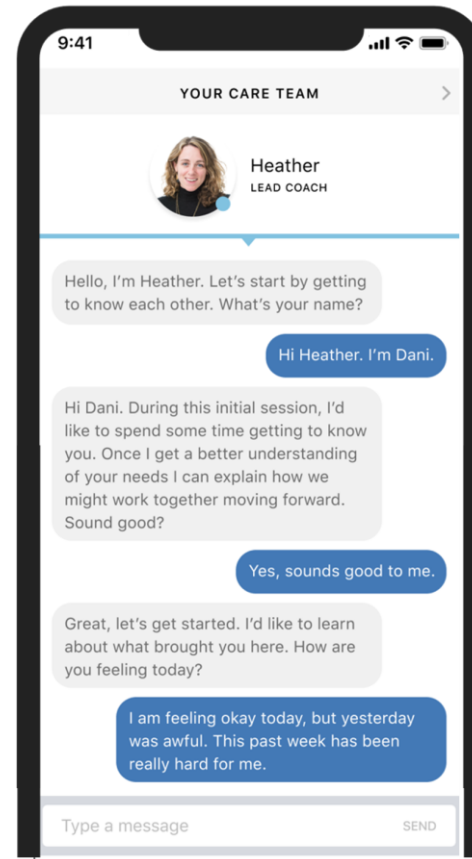 9:41
YOUR CARE TEAM
Heather
LEAD COACH
Hello, I’m Heather. Let’s start by getting
to know each other. What’s your name?
Hi Heather. I’m Dani.
Hi Dani. During this initial session, I’d
like to spend some time getting to know
you. Once I get a better understanding
of your needs I can explain how we
might work together moving forward.
Sound good?
Yes, sounds good to me.
Great, let’s get started. I’d like to learn
about what brought you here. How are
you feeling today?
I am feeling okay today, but yesterday
was awful. This past week has been
really hard for me.
Type a message
SEND